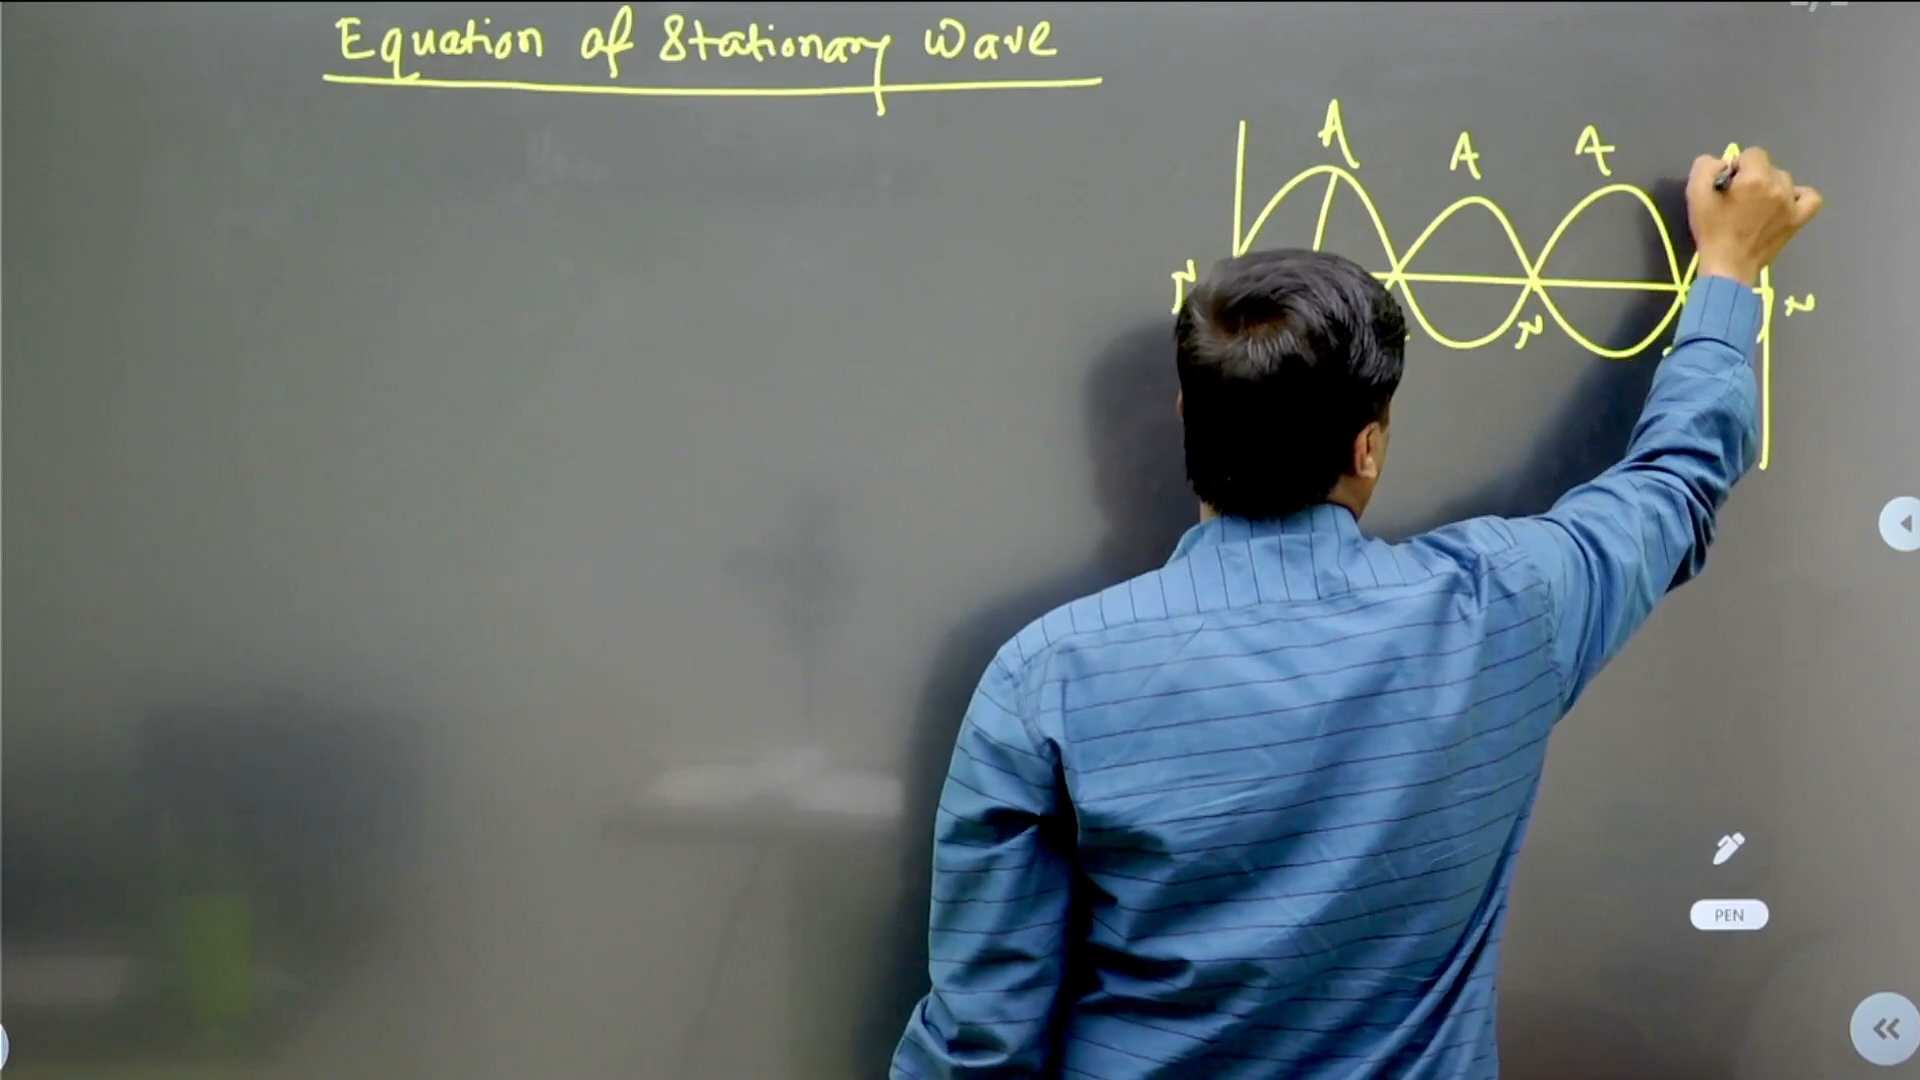 Equation of Stationary Wave
A A A
N N N
PEN